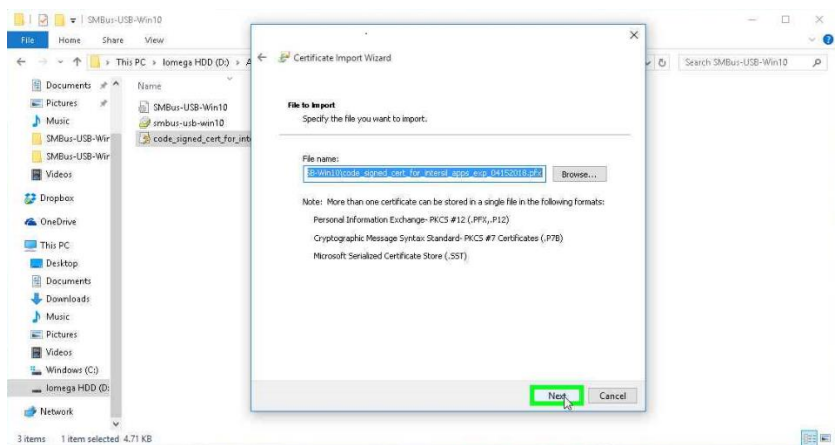 SMBus-USB-Win10
File Home Share View
This PC > Iomega HDD (D:) > A
Search SMBus-USB-Win10
Documents
Pictures
Music
SMBus-USB-Wir
SMBus-USB-Wir
Videos
Dropbox
OneDrive
This PC
Desktop
Documents
Downloads
Music
Pictures
Videos
Windows (C:)
Iomega HDD (D:
Network
Name
SMBus-USB-Win10
smbus-usb-win10
code_signed_cert_for_int
Certificate Import Wizard
File to Import
Specify the file you want to import.
File name:
SB-Win10\code_signed_cert_for_intersil_apps_exp_04152018.pfx
Browse...
Note: More than one certificate can be stored in a single file in the following formats:
Personal Information Exchange- PKCS #12 (.PFX,.P12)
Cryptographic Message Syntax Standard- PKCS #7 Certificates (.P7B)
Microsoft Serialized Certificate Store (.SST)
Next Cancel
3 items 1 item selected 4.71 KB